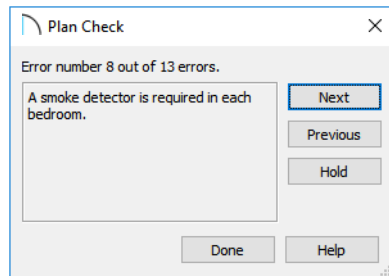 Plan Check
Error number 8 out of 13 errors.
A smoke detector is required in each
bedroom.
Next
Previous
Hold
Done
Help